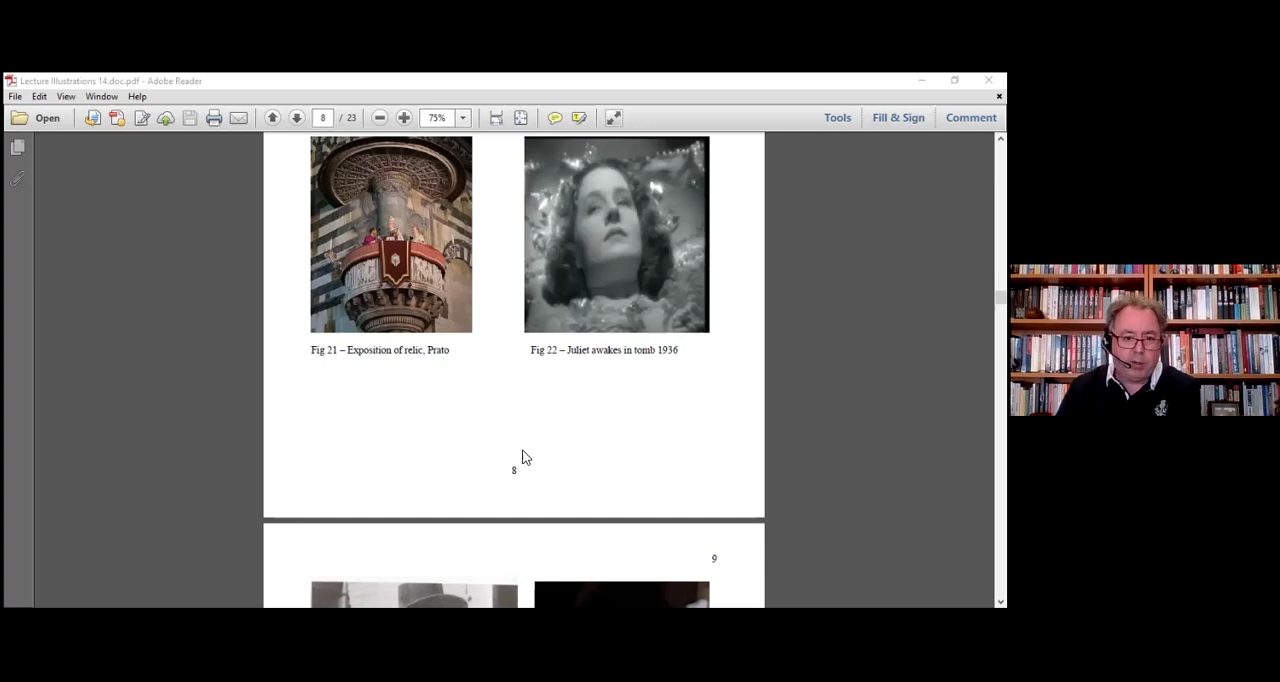 Lecture Illustrations 14.doc.pdf - Adobe Reader
File Edit View Window Help
Open 8 / 23 75% Tools Fill & Sign Comment
Fig 21 – Exposition of relic, Prato
Fig 22 – Juliet awakes in tomb 1936
8
9